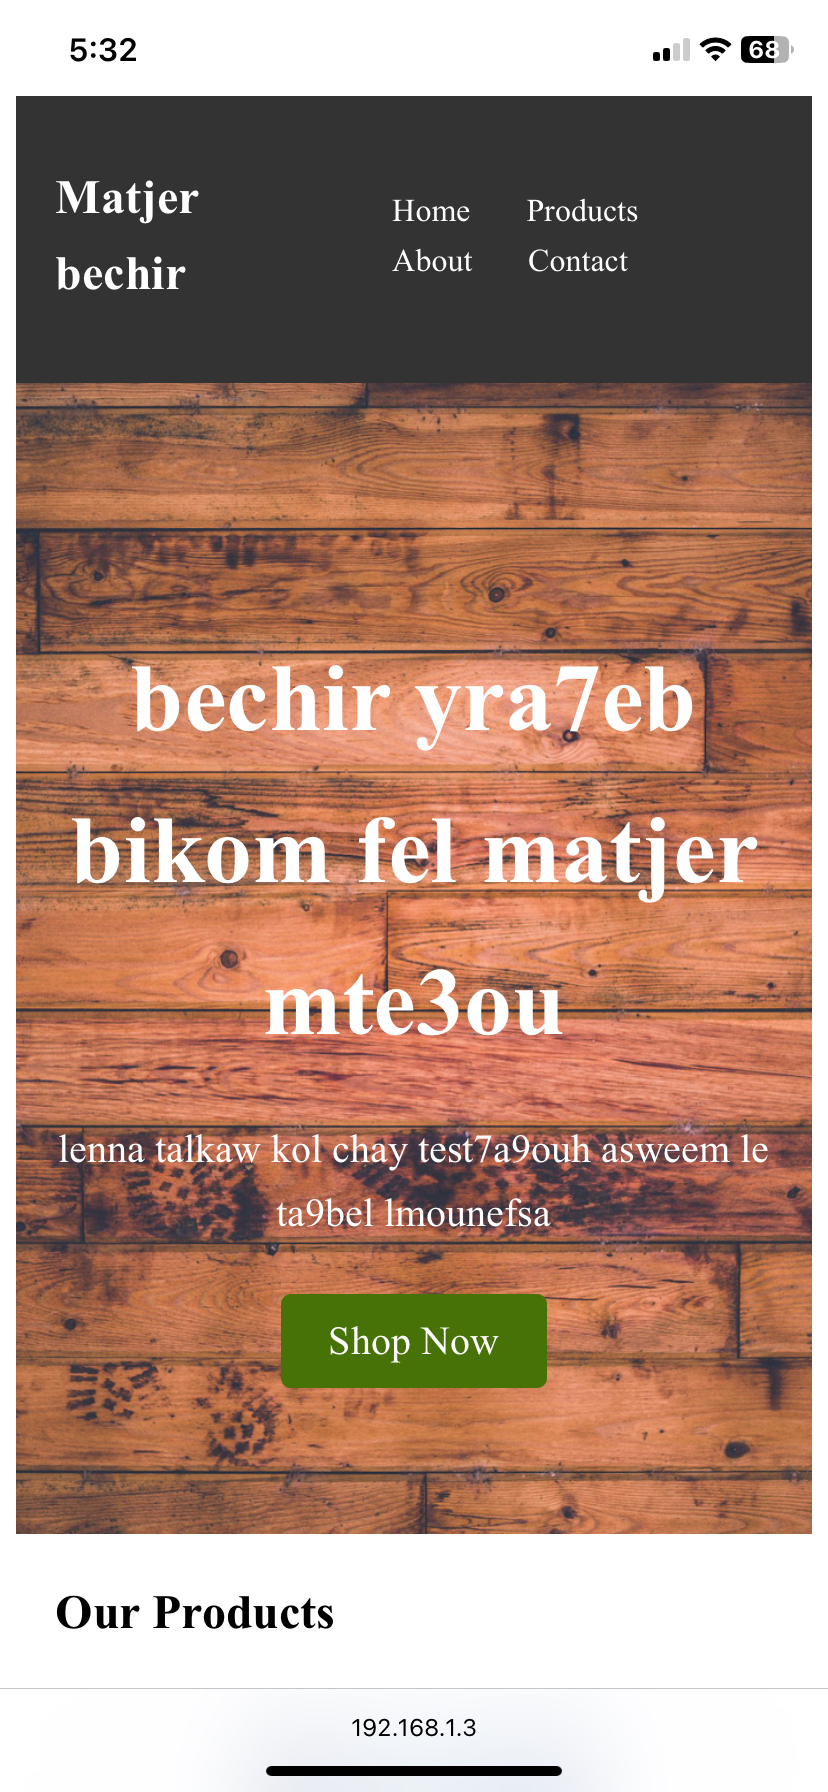 5:32
68
Matjer
bechir
Home Products
About Contact
bechir yra7eb
bikom fel matjer
mte3ou
lenna talkaw kol chay test7a9ouh asweem le
ta9bel lmounefsa
Shop Now
Our Products
192.168.1.3